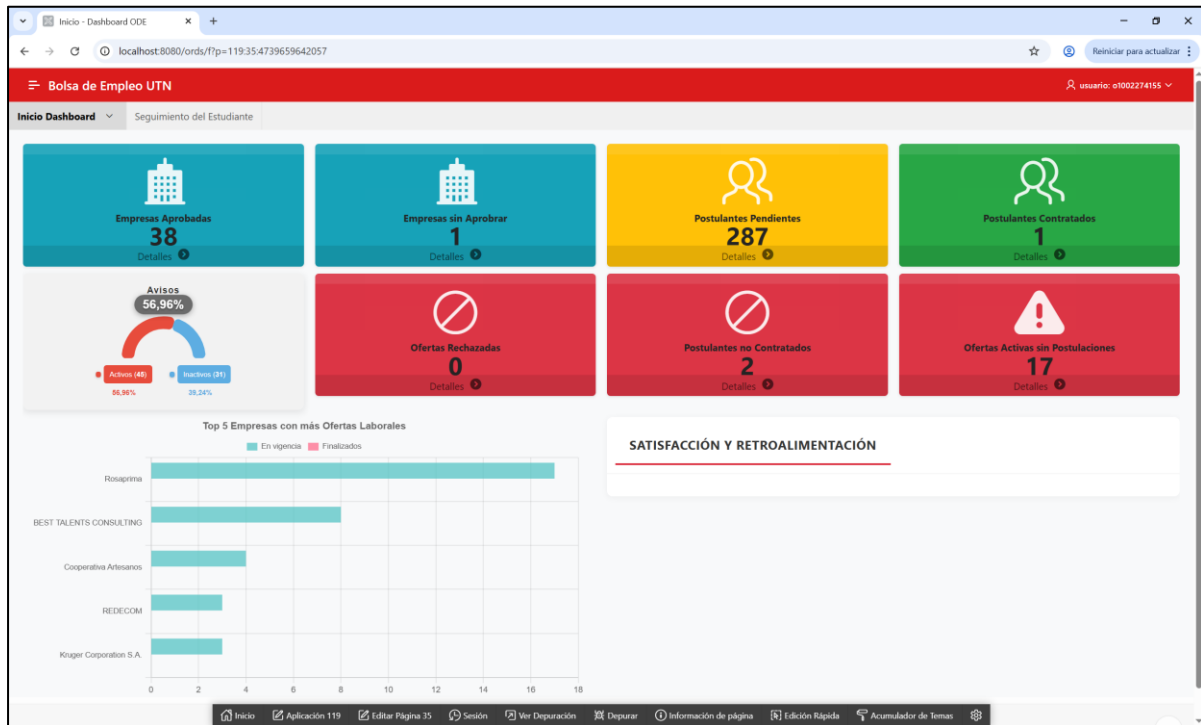 Inicio - Dashboard ODE
localhost:8080/ords/f?p=119:35:4739659642057
Reiniciar para actualizar
Bolsa de Empleo UTN
usuario: o1002274155
Inicio Dashboard
Seguimiento del Estudiante
Empresas Aprobadas
38
Detalles
Empresas sin Aprobar
1
Detalles
Postulantes Pendientes
287
Detalles
Postulantes Contratados
1
Detalles
Avisos
56,96%
Activos (45)
Inactivos (31)
56,96%
39,24%
Ofertas Rechazadas
0
Detalles
Postulantes no Contratados
2
Detalles
Ofertas Activas sin Postulaciones
17
Detalles
Top 5 Empresas con más Ofertas Laborales
En vigencia Finalizados
Rosaprima
BEST TALENTS CONSULTING
Cooperativa Artesanos
REDECOM
Kruger Corporation S.A.
0 2 4 6 8 10 12 14 16 18
SATISFACCIÓN Y RETROALIMENTACIÓN
Inicio Aplicación 119 Editar Página 35 Sesión Ver Depuración Depurar Información de página Edición Rápida Acumulador de Temas